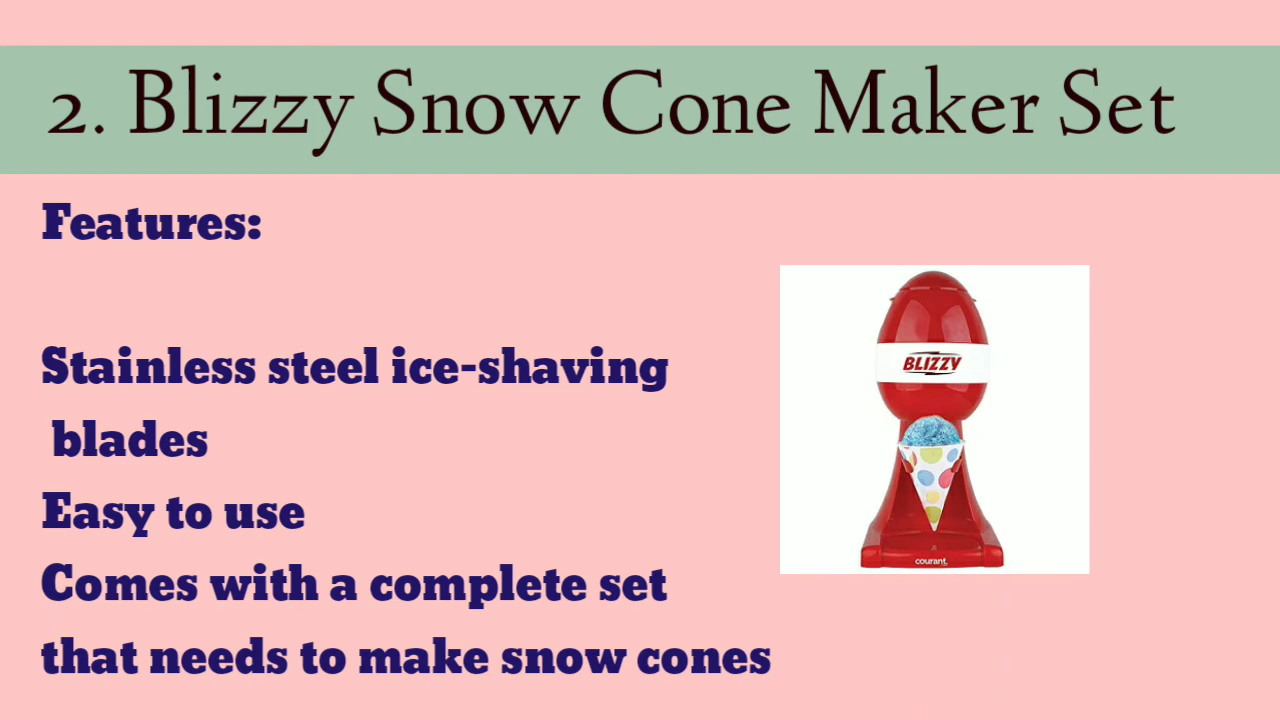 2. Blizzy Snow Cone Maker Set
Features:
Stainless steel ice-shaving
blades
Easy to use
Comes with a complete set
that needs to make snow cones
BLIZZY
courant